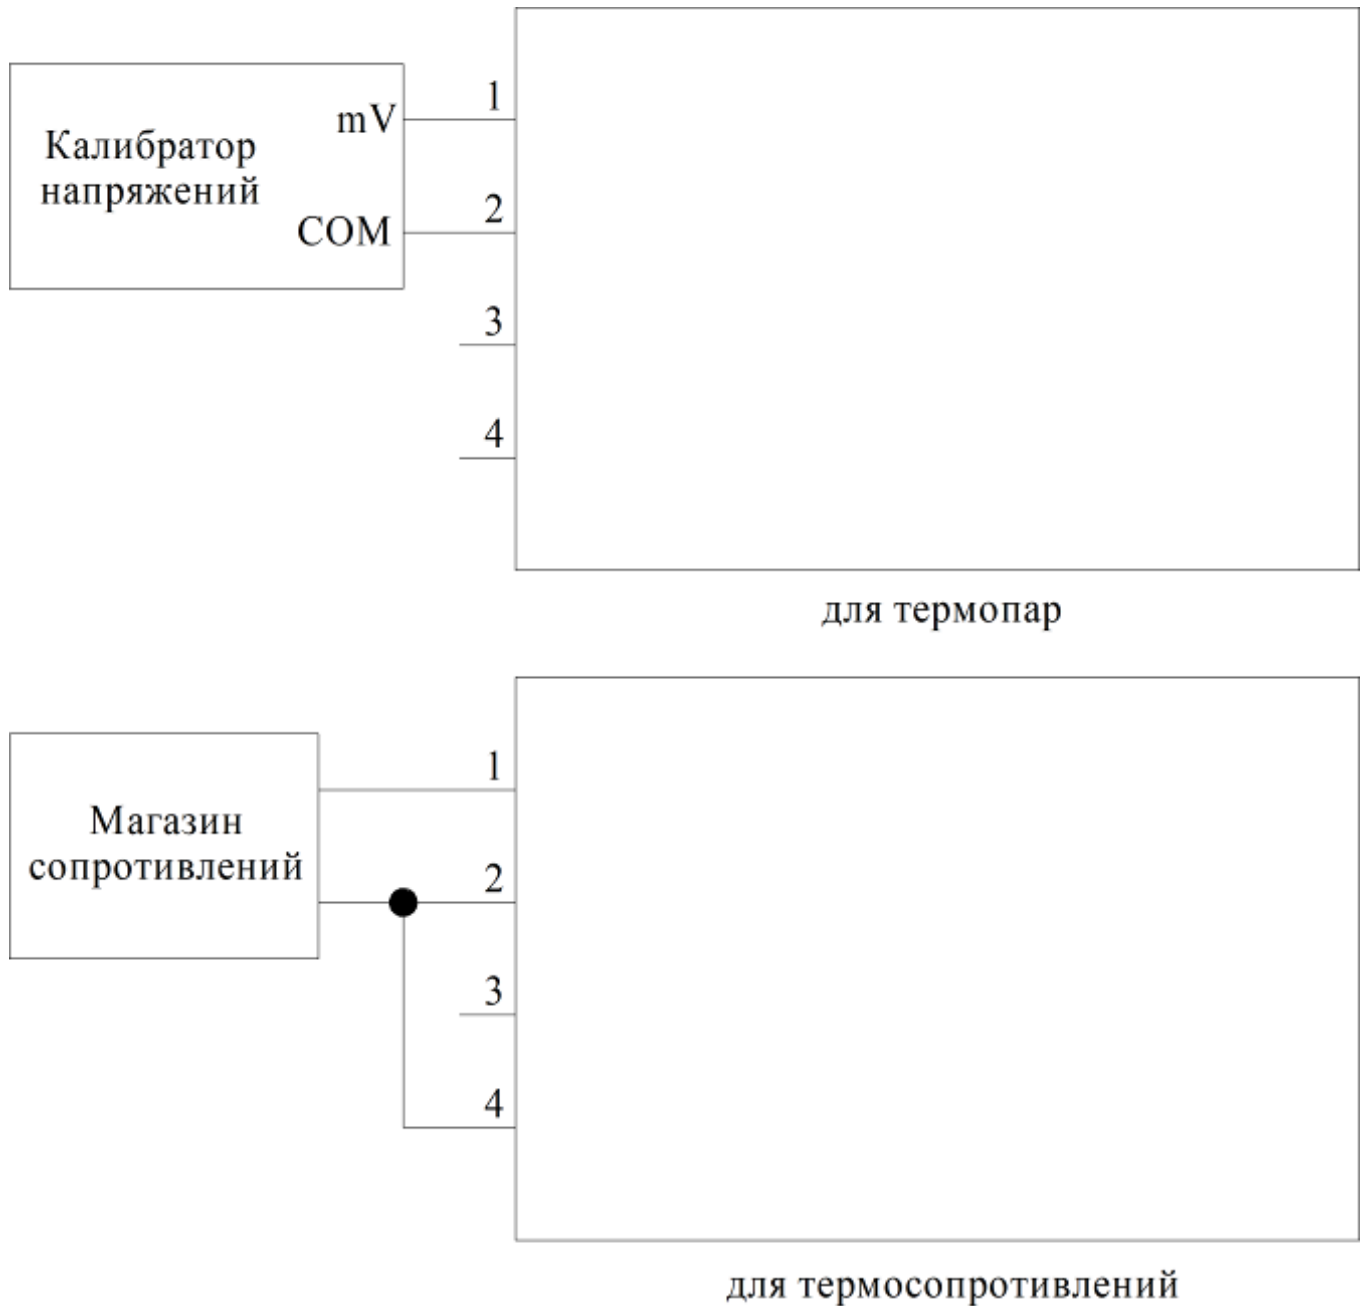 mV
1
Калибратор
напряжений
COM
2
3
4
для термопар
1
Магазин
сопротивлений
2
3
4
для термосопротивлений